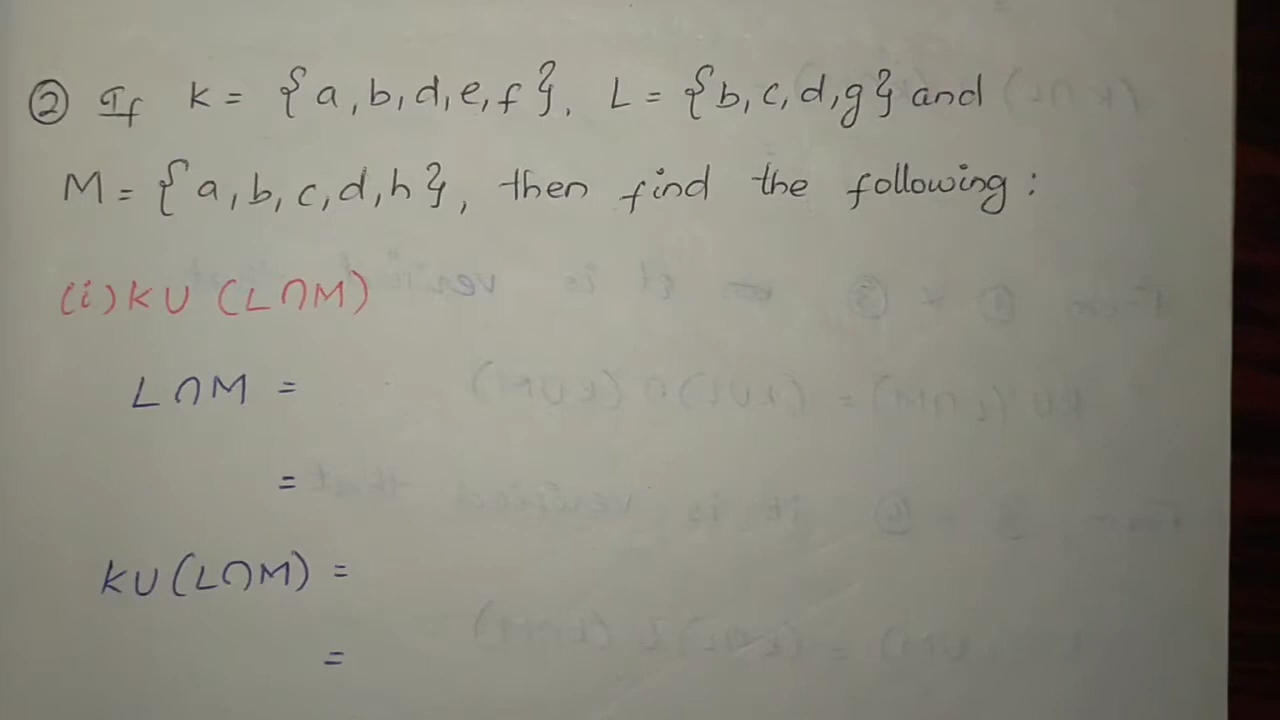 ② If K = {a, b, d, e, f}, L = {b, c, d, g} and
M = {a, b, c, d, h}, then find the following :
(i) K ∪ (L ∩ M)
L ∩ M =
=
K ∪ (L ∩ M) =
=